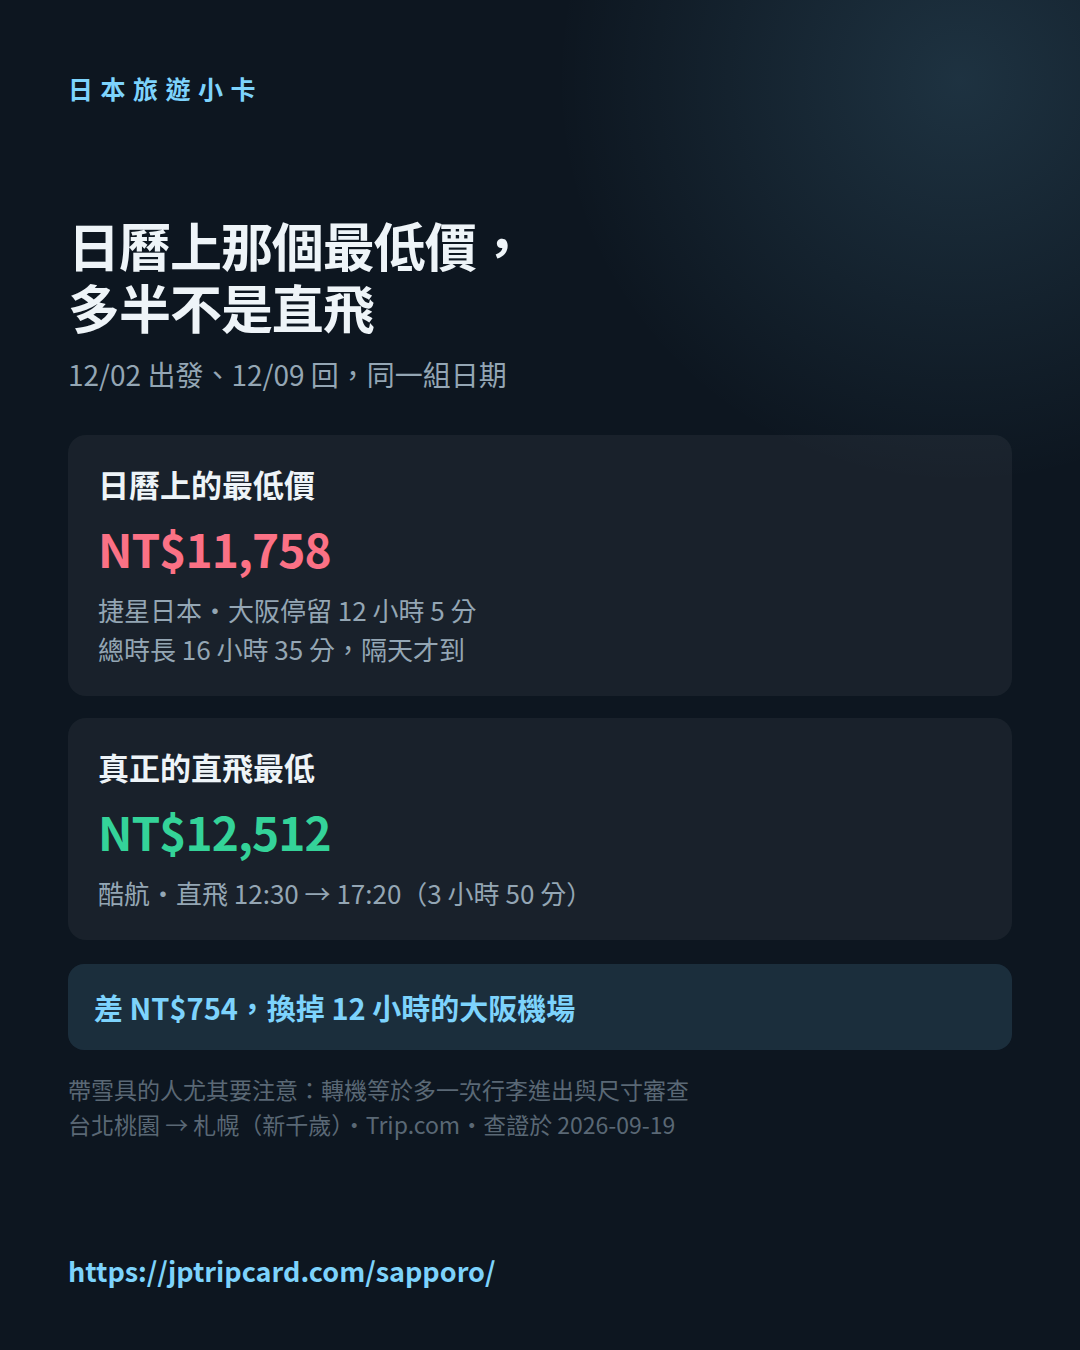 日本旅遊小卡
日曆上那個最低價，
多半不是直飛
12/02 出發、12/09 回，同一組日期
日曆上的最低價
NT$11,758
捷星日本・大阪停留 12 小時 5 分
總時長 16 小時 35 分，隔天才到
真正的直飛最低
NT$12,512
酷航・直飛 12:30 → 17:20（3 小時 50 分）
差 NT$754，換掉 12 小時的大阪機場
帶雪具的人尤其要注意：轉機等於多一次行李進出與尺寸審查
台北桃園 → 札幌（新千歲）・Trip.com・查證於 2026-09-19
https://jptripcard.com/sapporo/